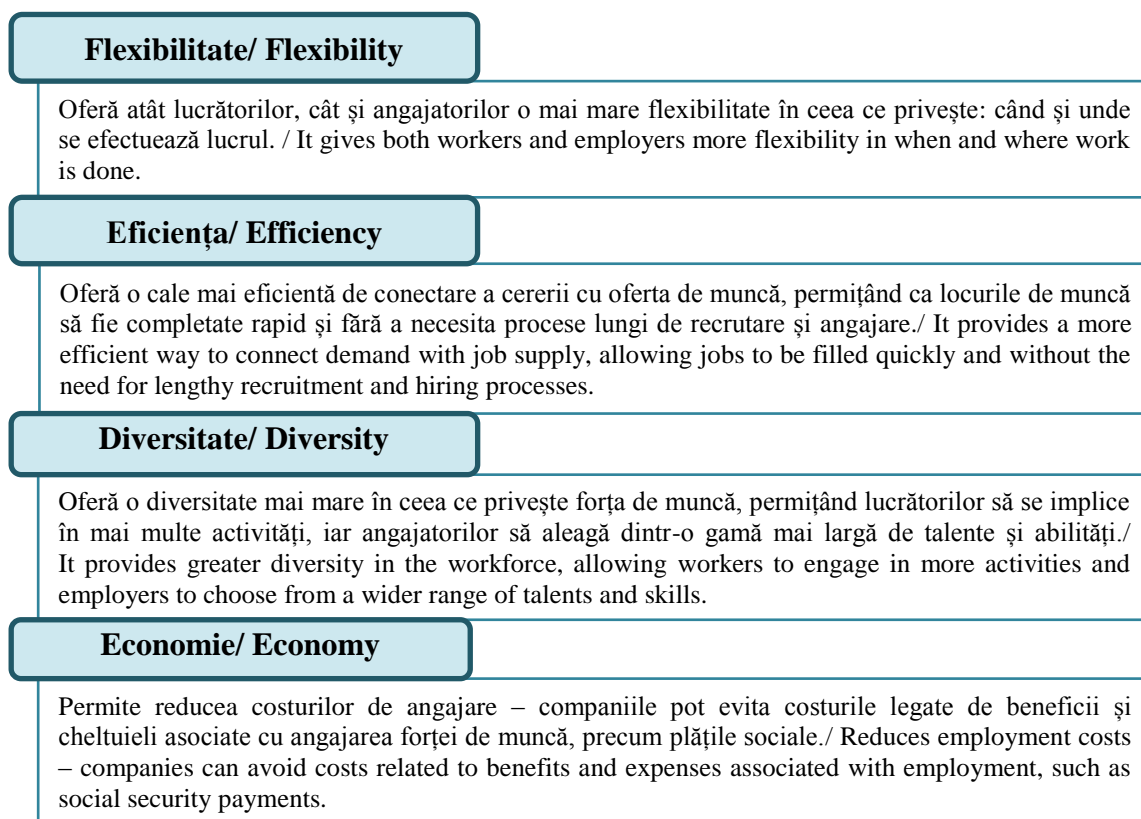 Flexibilitate/ Flexibility
Oferă atât lucrătorilor, cât și angajatorilor o mai mare flexibilitate în ceea ce privește: când și unde
se efectuează lucrul. / It gives both workers and employers more flexibility in when and where work
is done.
Eficiența/ Efficiency
Oferă o cale mai eficientă de conectare a cererii cu oferta de muncă, permițând ca locurile de muncă
să fie completate rapid și fără a necesita procese lungi de recrutare și angajare./ It provides a more
efficient way to connect demand with job supply, allowing jobs to be filled quickly and without the
need for lengthy recruitment and hiring processes.
Diversitate/ Diversity
Oferă o diversitate mai mare în ceea ce privește forța de muncă, permițând lucrătorilor să se implice
în mai multe activități, iar angajatorilor să aleagă dintr-o gamă mai largă de talente și abilități./
It provides greater diversity in the workforce, allowing workers to engage in more activities and
employers to choose from a wider range of talents and skills.
Economie/ Economy
Permite reducea costurilor de angajare – companiile pot evita costurile legate de beneficii și
cheltuieli asociate cu angajarea forței de muncă, precum plățile sociale./ Reduces employment costs
– companies can avoid costs related to benefits and expenses associated with employment, such as
social security payments.